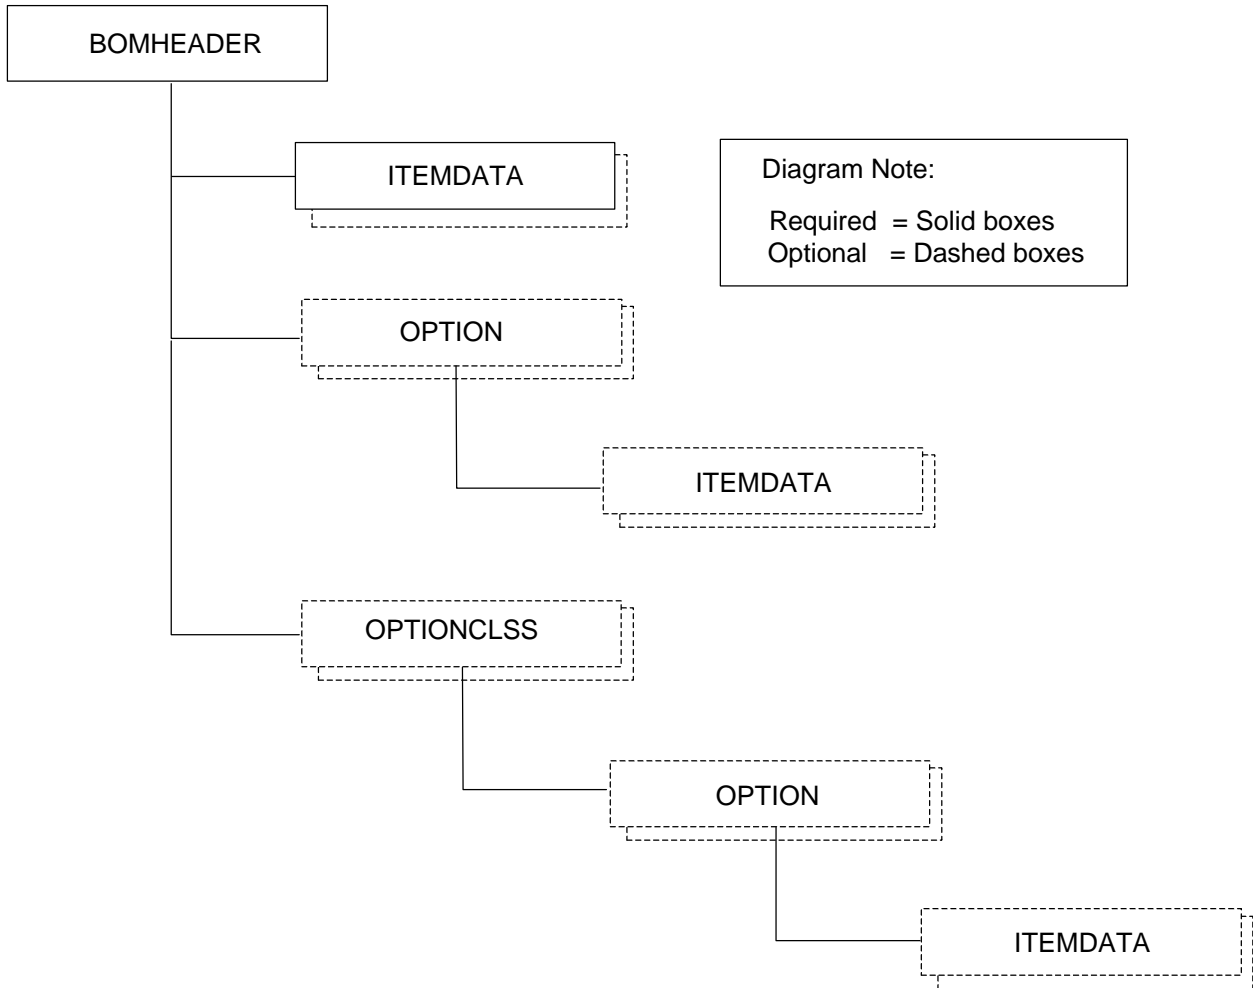 BOMHEADER
ITEMDATA
Diagram Note:
Required = Solid boxes
Optional = Dashed boxes
OPTION
ITEMDATA
OPTIONCLSS
OPTION
ITEMDATA